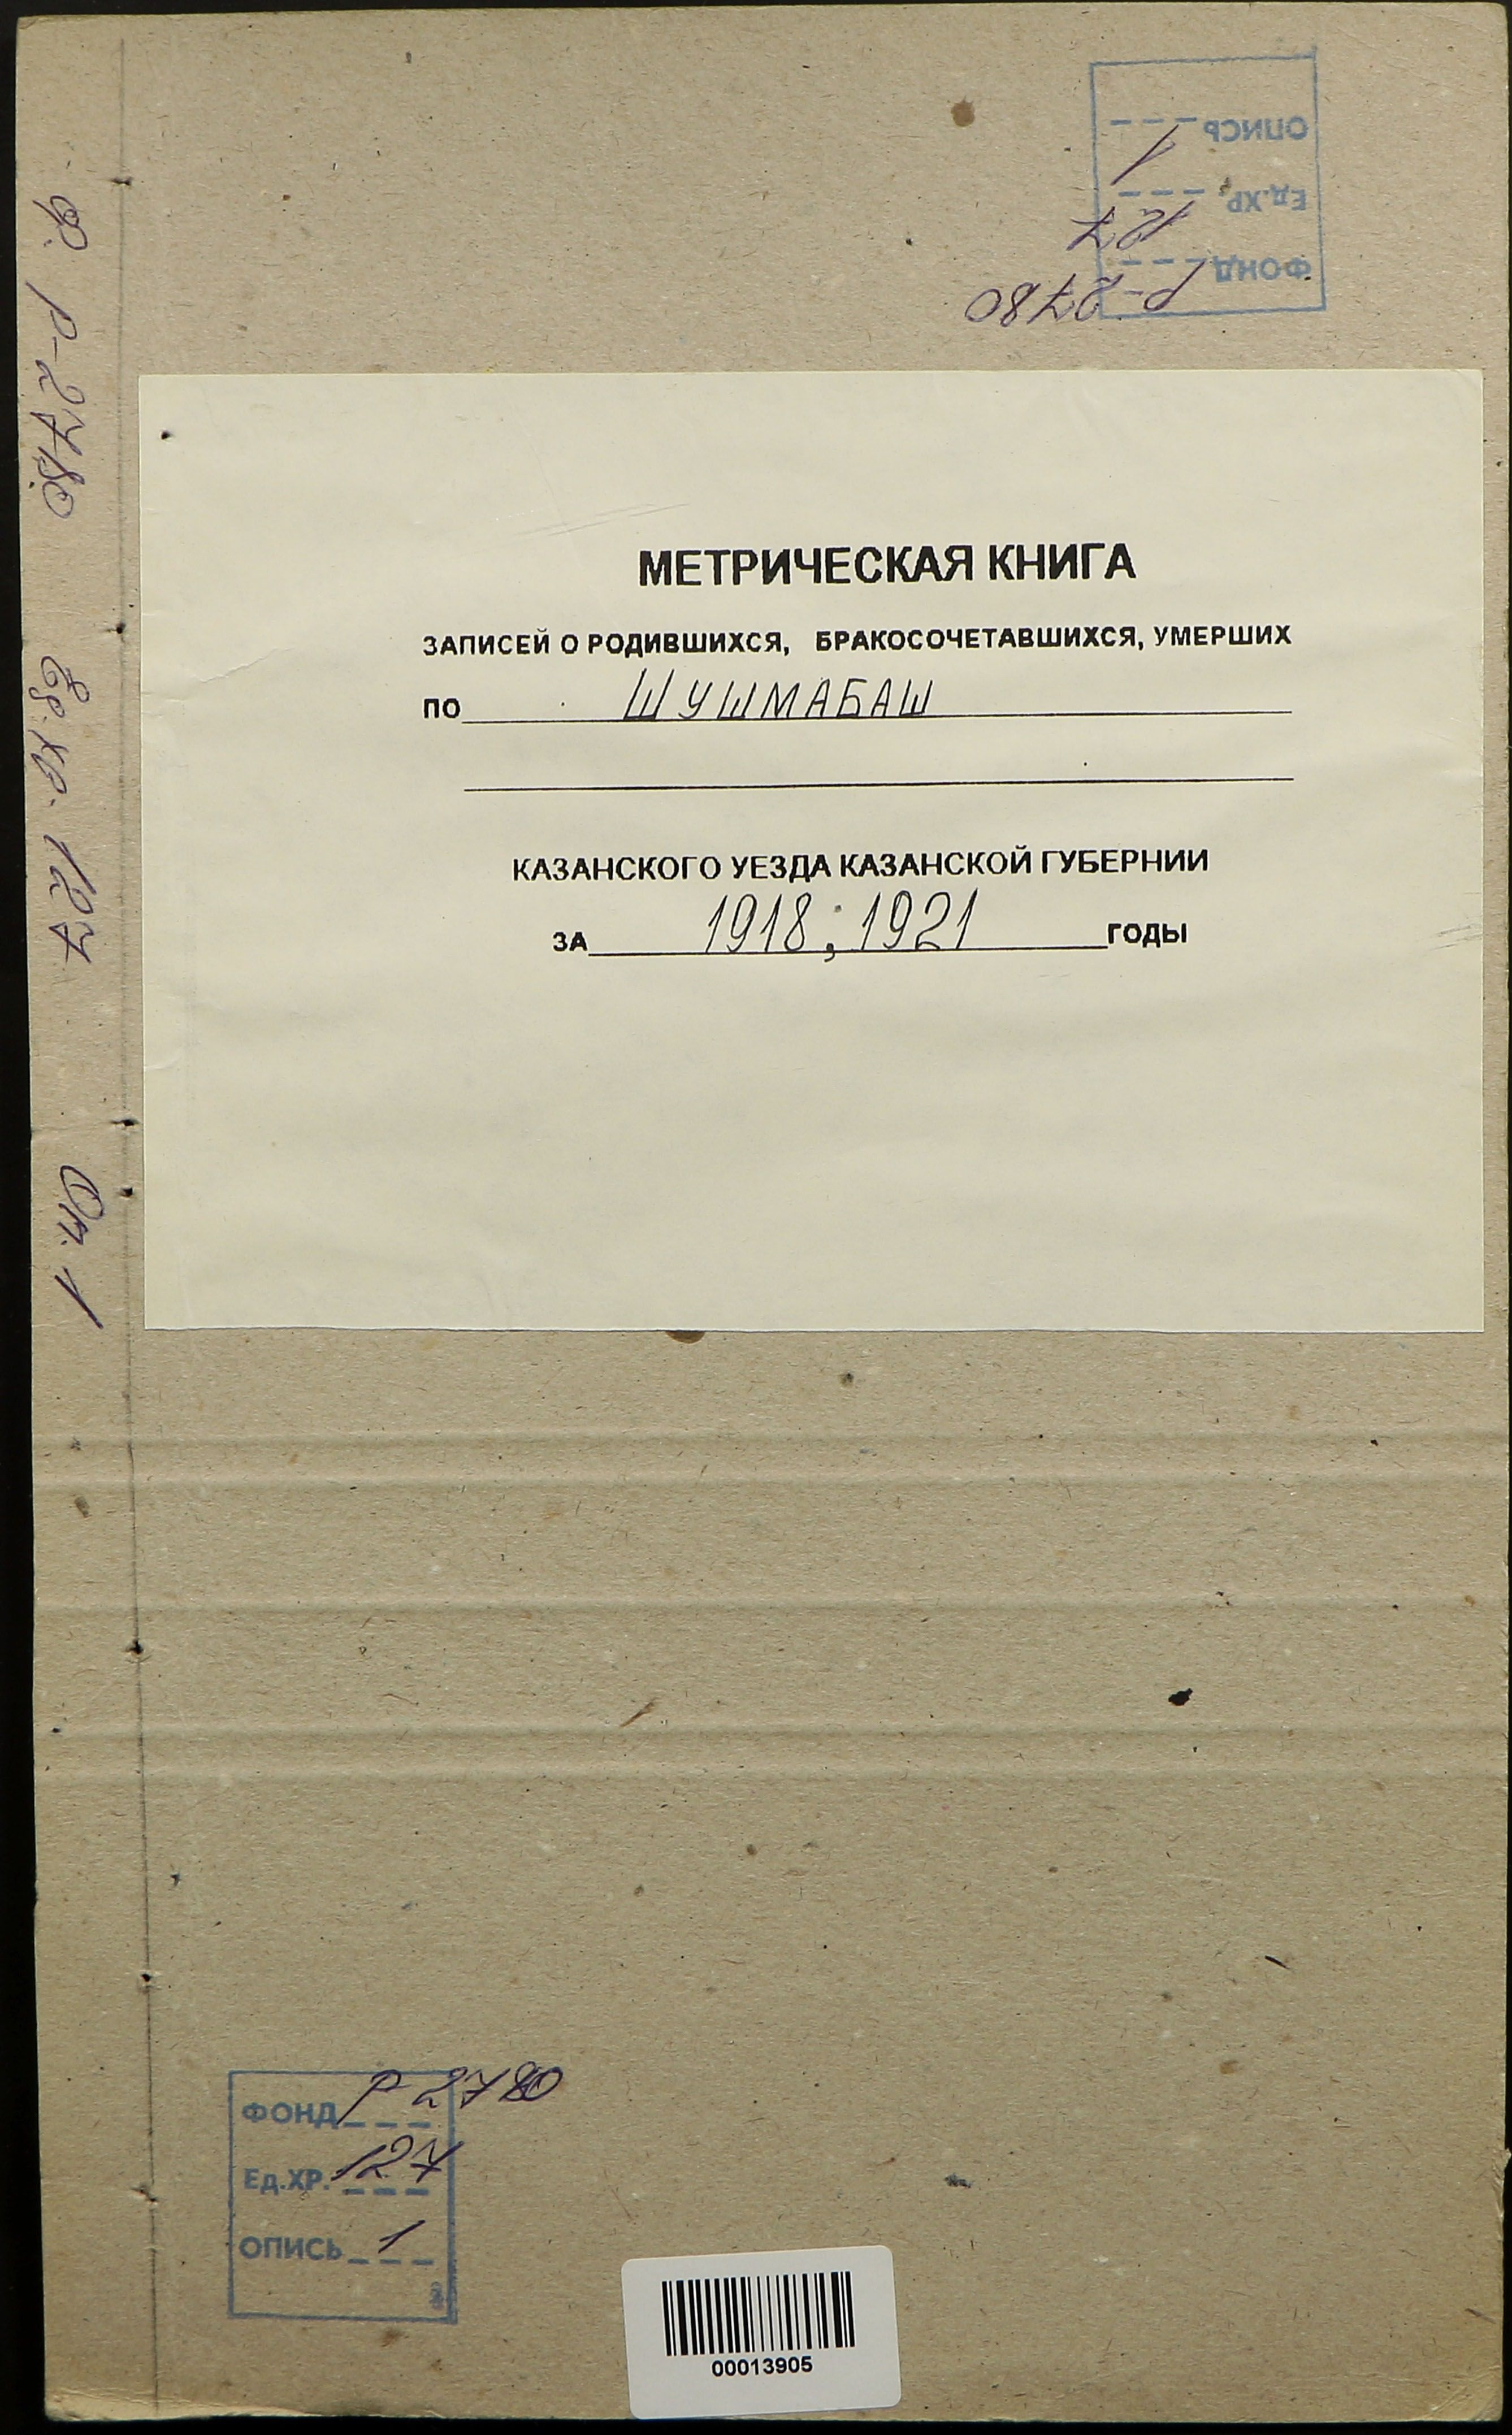 ОПИСЬ 1
Ед.ХР. 127
ФОНД Р-2780
Ф. Р-2780 Ед.хр. 127 Оп. 1
МЕТРИЧЕСКАЯ КНИГА
ЗАПИСЕЙ О РОДИВШИХСЯ, БРАКОСОЧЕТАВШИХСЯ, УМЕРШИХ
ПО ШУШМАБАШ
КАЗАНСКОГО УЕЗДА КАЗАНСКОЙ ГУБЕРНИИ
ЗА 1918; 1921 ГОДЫ
ФОНД Р 2780
Ед.ХР. 127
ОПИСЬ 1
00013905